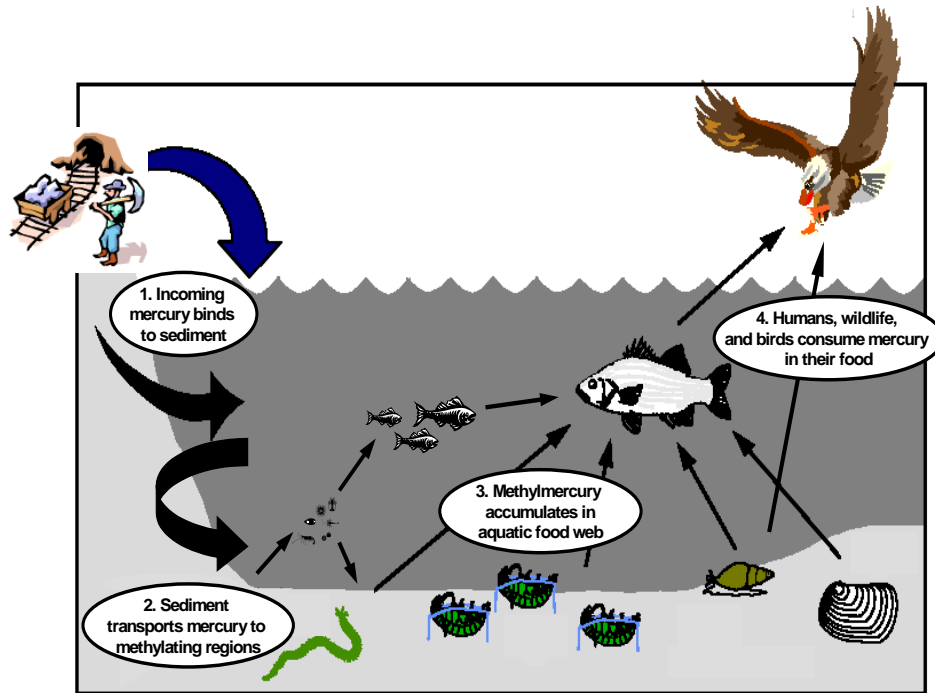 1. Incoming
mercury binds
to sediment
4. Humans, wildlife,
and birds consume mercury
in their food
3. Methylmercury
accumulates in
aquatic food web
2. Sediment
transports mercury to
methylating regions